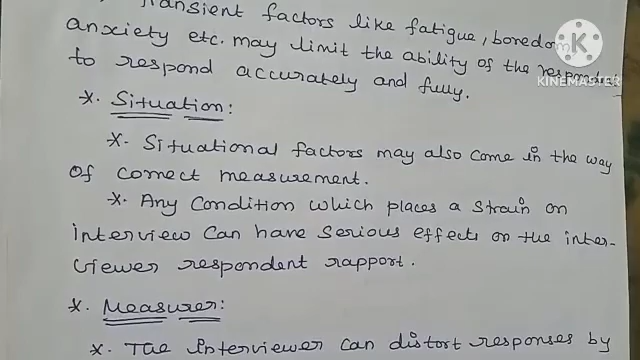 Transient factors like fatigue, boredom
anxiety etc. may limit the ability of the respondent
to respond accurately and fully.
*. Situation:
*. Situational factors may also come in the way
of correct measurement.
*. Any Condition which places a strain on
interview can have serious effects on the inter-
viewer respondent rapport.
*. Measurer:
*. The interviewer can distort responses by
KINEMASTER